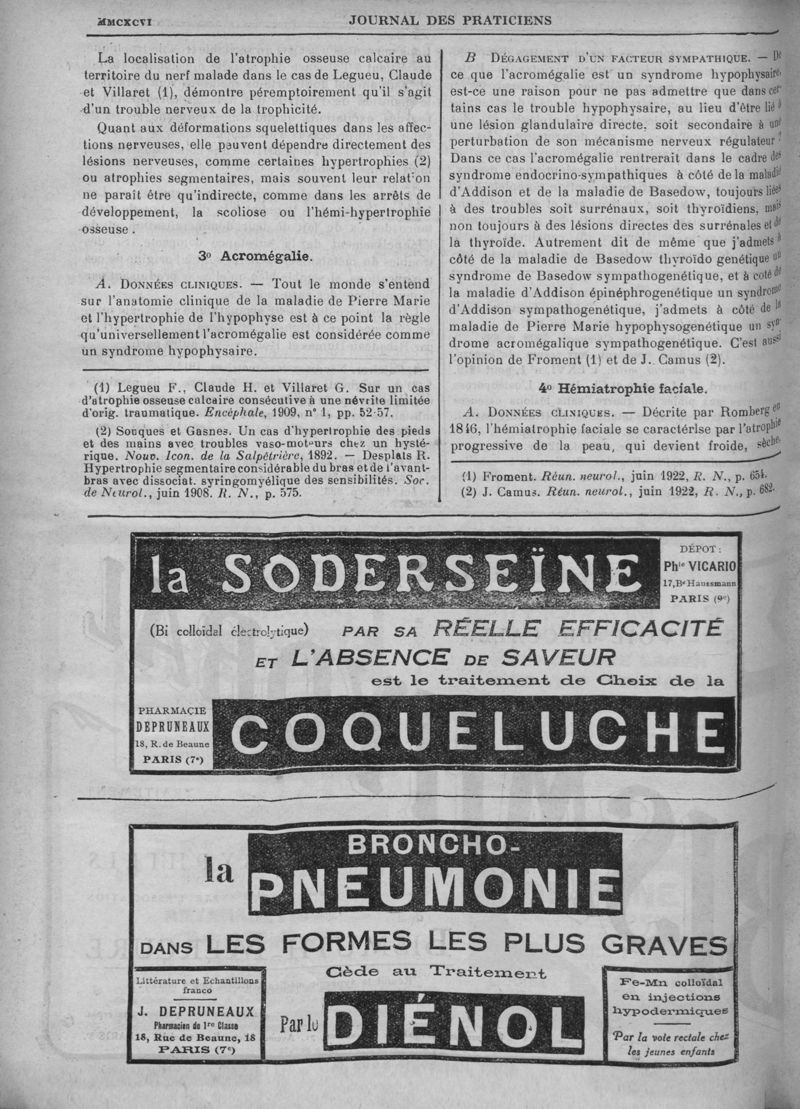 MMCXCVI
JOURNAL DES PRATICIENS
La localisation de l'atrophie osseuse calcaire au
territoire du nerf malade dans le cas de Legueu, Claude
et Villaret (1), démontre péremptoirement qu'il s'agit
d'un trouble nerveux de la trophicité.
Quant aux déformations squelettiques dans les affec-
tions nerveuses, elle peuvent dépendre directement des
lésions nerveuses, comme certaines hypertrophies (2)
ou atrophies segmentaires, mais souvent leur relation
ne paraît être qu'indirecte, comme dans les arrêts de
développement, la scoliose ou l'hémi-hypertrophie
osseuse.
3º Acromégalie.
A. DONNÉES CLINIQUES. — Tout le monde s'entend
sur l'anatomie clinique de la maladie de Pierre Marie
et l'hypertrophie de l'hypophyse est à ce point la règle
qu'universellement l'acromégalie est considérée comme
un syndrome hypophysaire.
(1) Legueu F., Claude H. et Villaret G. Sur un cas
d'atrophie osseuse calcaire consécutive à une névrite limitée
d'orig. traumatique. Encéphale, 1909, n° 1, pp. 52-57.
(2) Souques et Gasnes. Un cas d'hypertrophie des pieds
et des mains avec troubles vaso-moteurs chez un hysté-
rique. Nouv. Icon. de la Salpêtrière, 1892. — Desplats R.
Hypertrophie segmentaire considérable du bras et de l'avant-
bras avec dissociat. syringomyélique des sensibilités. Soc.
de Neurol., juin 1908. R. N., p. 575.
B DÉGAGEMENT D'UN FACTEUR SYMPATHIQUE. — De
ce que l'acromégalie est un syndrome hypophysaire,
est-ce une raison pour ne pas admettre que dans cer
tains cas le trouble hypophysaire, au lieu d'être lié à
une lésion glandulaire directe, soit secondaire à une
perturbation de son mécanisme nerveux régulateur ?
Dans ce cas l'acromégalie rentrerait dans le cadre des
syndrome endocrino-sympathiques à côté de la maladie
d'Addison et de la maladie de Basedow, toujours liées
à des troubles soit surrénaux, soit thyroïdiens, mais
non toujours à des lésions directes des surrénales et de
la thyroïde. Autrement dit de même que j'admets à
côté de la maladie de Basedow thyroïdo genétique un
syndrome de Basedow sympathogenétique, et à coté de
la maladie d'Addison épinéphrogenétique un syndrome
d'Addison sympathogenétique, j'admets à côté de la
maladie de Pierre Marie hypophysogenétique un syn-
drome acromégalique sympathogenétique. C'est aussi
l'opinion de Froment (1) et de J. Camus (2).
4º Hémiatrophie faciale.
A. DONNÉES CLINIQUES. — Décrite par Romberg en
1846, l'hémiatrophie faciale se caractérise par l'atrophie
progressive de la peau, qui devient froide, sèche
(1) Froment. Réun. neurol., juin 1922, R. N., p. 654.
(2) J. Camus. Réun. neurol., juin 1922, R. N., p. 682.
la SODERSEÏNE
DÉPOT :
Phie VICARIO
17, Bd Haussmann
PARIS (9e)
(Bi colloïdal électrolytique) PAR SA RÉELLE EFFICACITÉ
ET L'ABSENCE DE SAVEUR
est le traitement de Choix de la
PHARMACIE
DEPRUNEAUX
18, R. de Beaune
PARIS (7e)
COQUELUCHE
la BRONCHO-
PNEUMONIE
DANS LES FORMES LES PLUS GRAVES
Cède au Traitement
Littérature et Echantillons
franco
J. DEPRUNEAUX
Pharmacien de 1re Classe
18, Rue de Beaune, 18
PARIS (7e)
Par le DIÉNOL
Fe-Mn colloïdal
en injections
hypodermiques
Par la voie rectale chez
les jeunes enfants